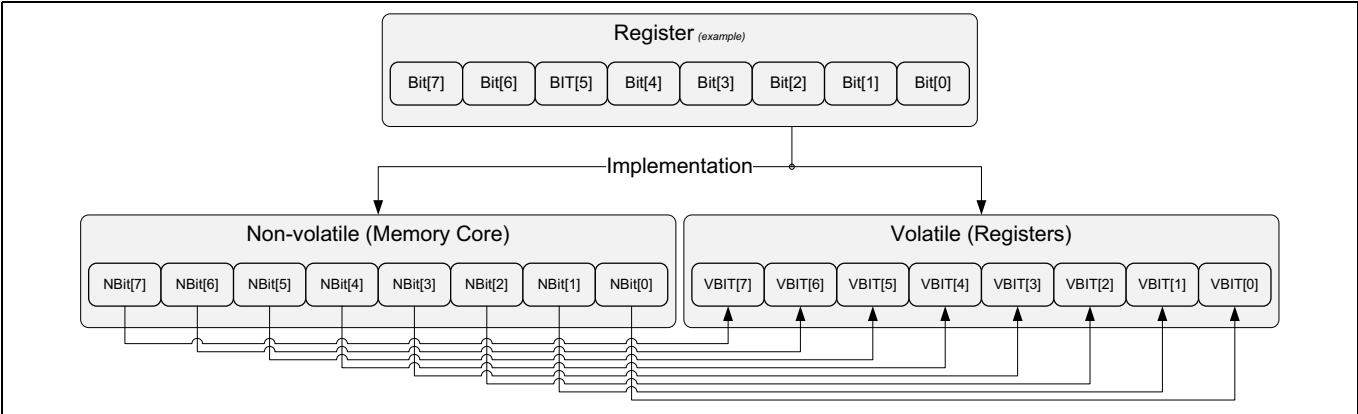 Register (example)
Bit[7] Bit[6] BIT[5] Bit[4] Bit[3] Bit[2] Bit[1] Bit[0]
Implementation
Non-volatile (Memory Core)
NBit[7] NBit[6] NBit[5] NBit[4] NBit[3] NBit[2] NBit[1] NBit[0]
Volatile (Registers)
VBIT[7] VBIT[6] VBIT[5] VBIT[4] VBIT[3] VBIT[2] VBIT[1] VBIT[0]